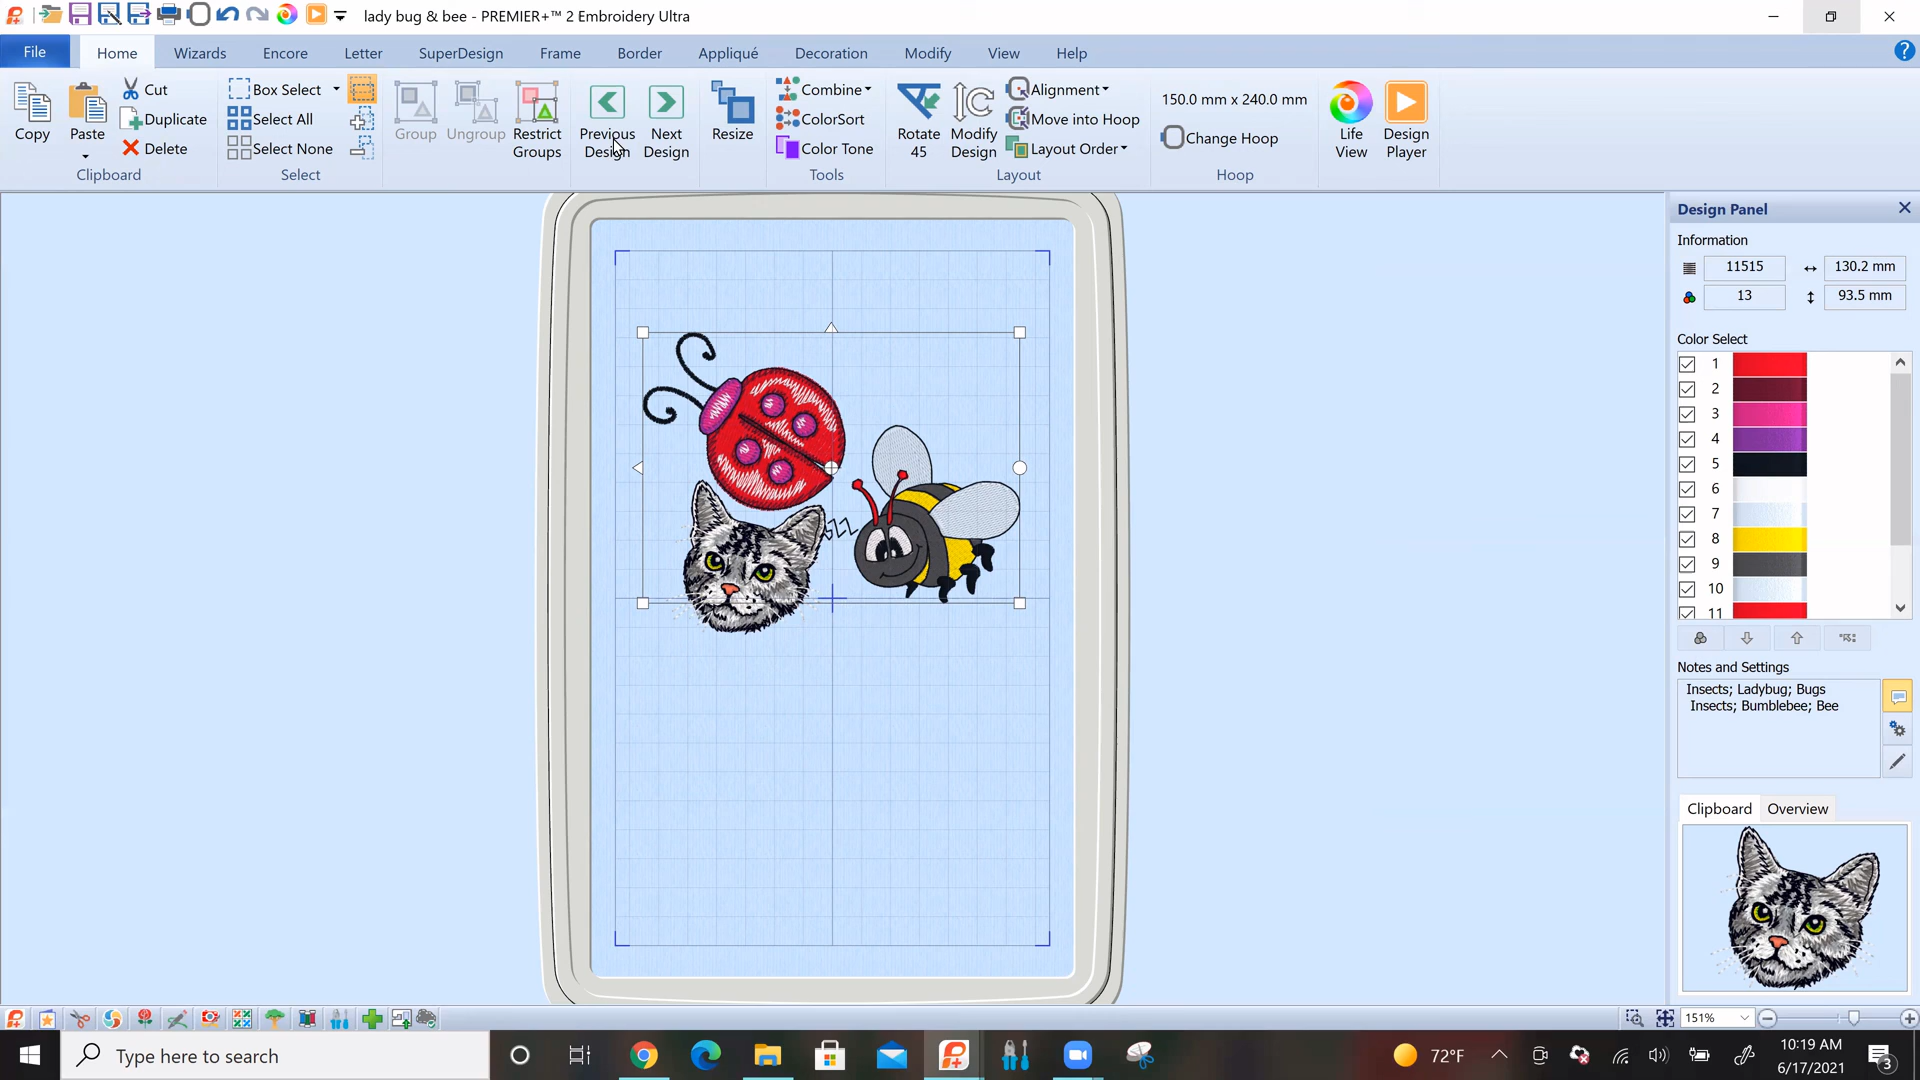 lady bug & bee - PREMIER+™ 2 Embroidery Ultra
File Home Wizards Encore Letter SuperDesign Frame Border Appliqué Decoration Modify View Help
Copy
Paste
Cut
Duplicate
Delete
Clipboard
Box Select
Select All
Select None
Select
Group
Ungroup
Restrict Groups
Previous Design
Next Design
Resize
Combine
ColorSort
Color Tone
Tools
Rotate 45
Modify Design
Alignment
Move into Hoop
Layout Order
Layout
150.0 mm x 240.0 mm
Change Hoop
Hoop
Life View
Design Player
Design Panel
Information
11515 130.2 mm
13 93.5 mm
Color Select
1
2
3
4
5
6
7
8
9
10
11
Notes and Settings
Insects; Ladybug; Bugs
Insects; Bumblebee; Bee
Clipboard Overview
151%
Type here to search
72°F
10:19 AM
6/17/2021
3